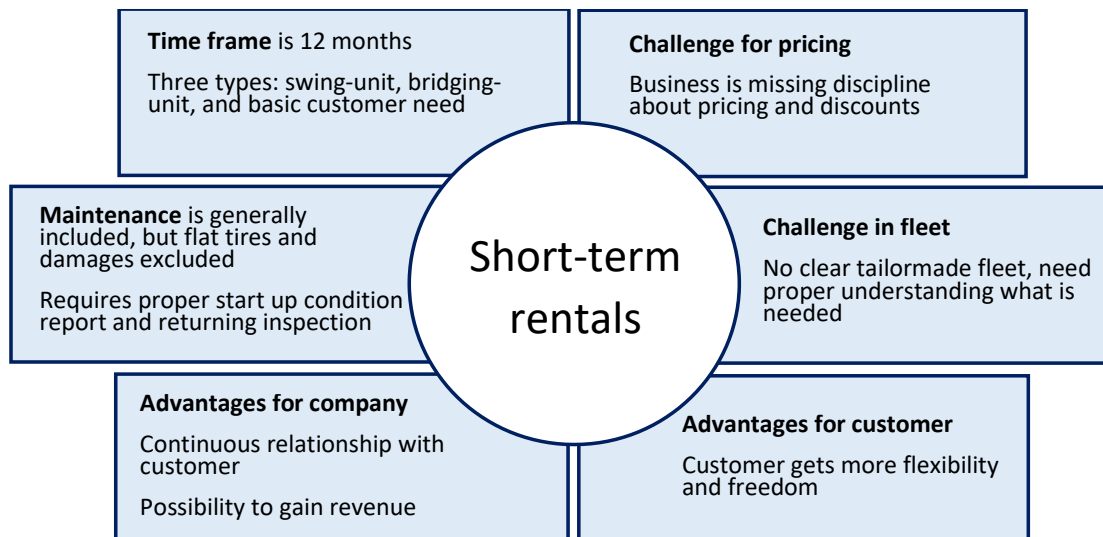 Time frame is 12 months
Three types: swing-unit, bridging-
unit, and basic customer need
Challenge for pricing
Business is missing discipline
about pricing and discounts
Maintenance is generally
included, but flat tires and
damages excluded
Requires proper start up condition
report and returning inspection
Short-term
rentals
Challenge in fleet
No clear tailormade fleet, need
proper understanding what is
needed
Advantages for company
Continuous relationship with
customer
Possibility to gain revenue
Advantages for customer
Customer gets more flexibility
and freedom